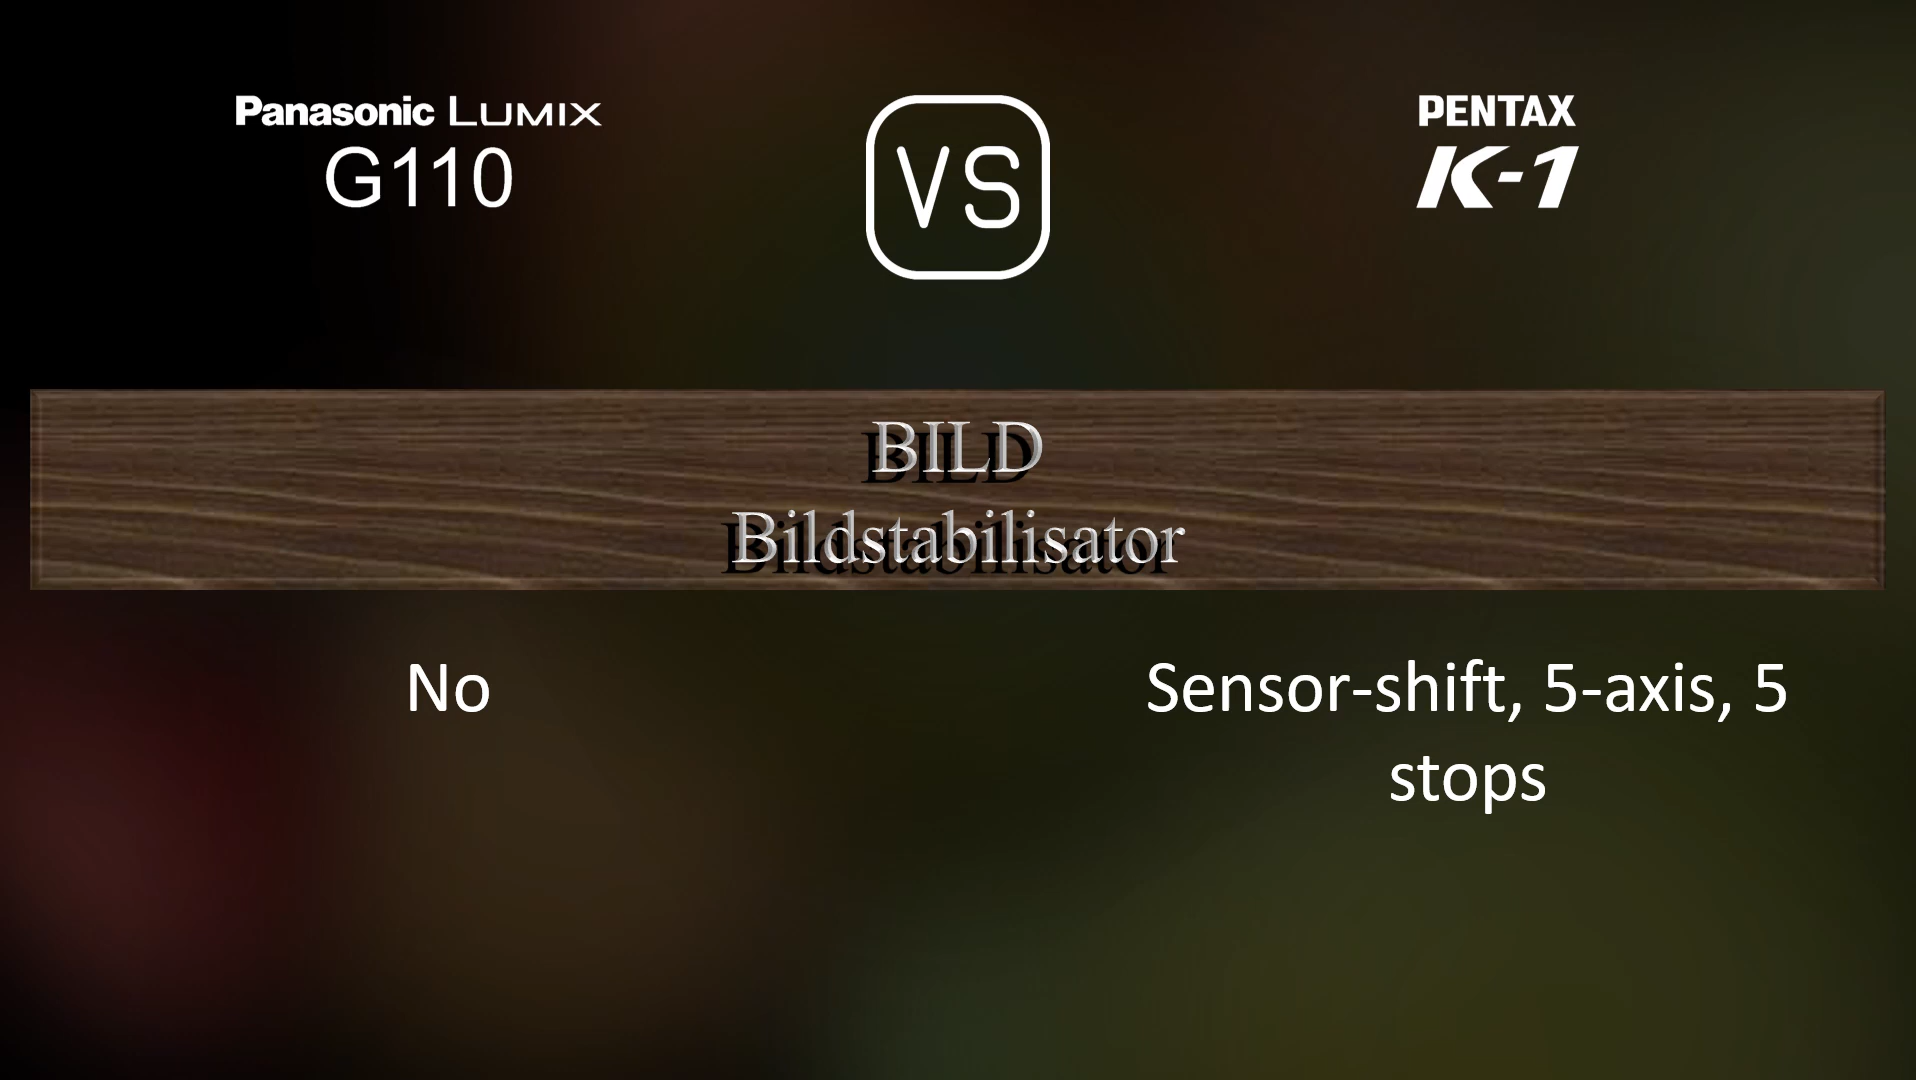 Panasonic LUMIX
G110
VS
PENTAX
K-1
BILD
Bildstabilisator
No
Sensor-shift, 5-axis, 5
stops